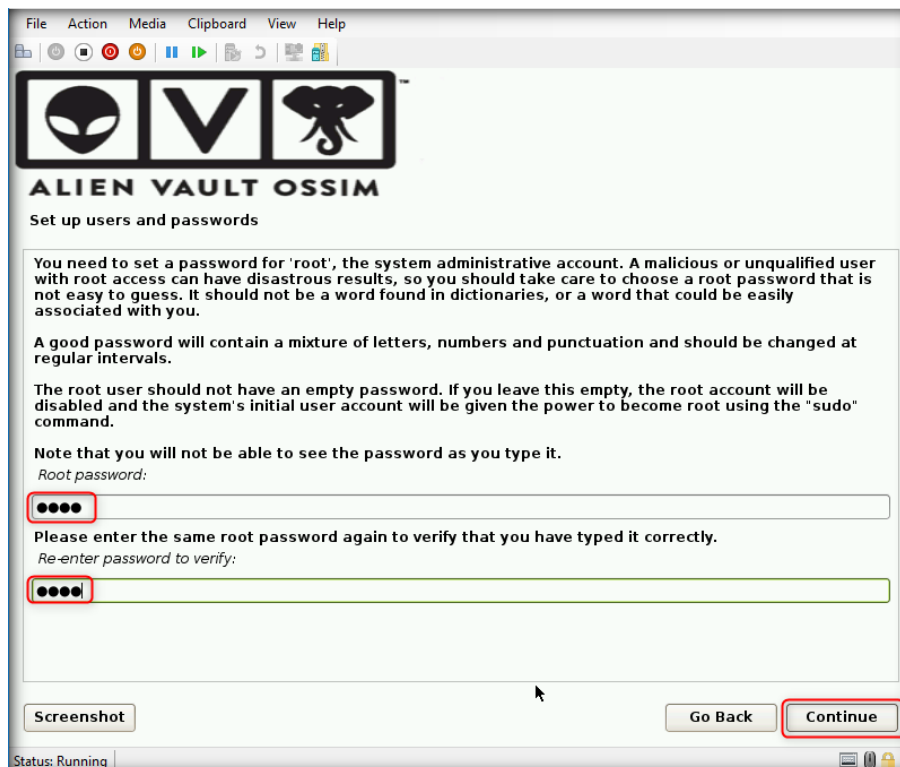 File Action Media Clipboard View Help
™
ALIEN VAULT OSSIM
Set up users and passwords
You need to set a password for 'root', the system administrative account. A malicious or unqualified user
with root access can have disastrous results, so you should take care to choose a root password that is
not easy to guess. It should not be a word found in dictionaries, or a word that could be easily
associated with you.
A good password will contain a mixture of letters, numbers and punctuation and should be changed at
regular intervals.
The root user should not have an empty password. If you leave this empty, the root account will be
disabled and the system's initial user account will be given the power to become root using the "sudo"
command.
Note that you will not be able to see the password as you type it.
Root password:
●●●●
Please enter the same root password again to verify that you have typed it correctly.
Re-enter password to verify:
●●●●
Screenshot Go Back Continue
Status: Running